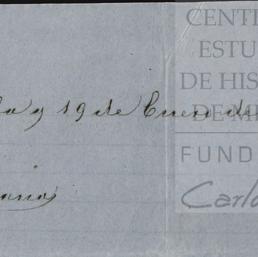 CENT
ESTU
DE HIS
DE M
y 19 de Enero de
FUND
Carlo